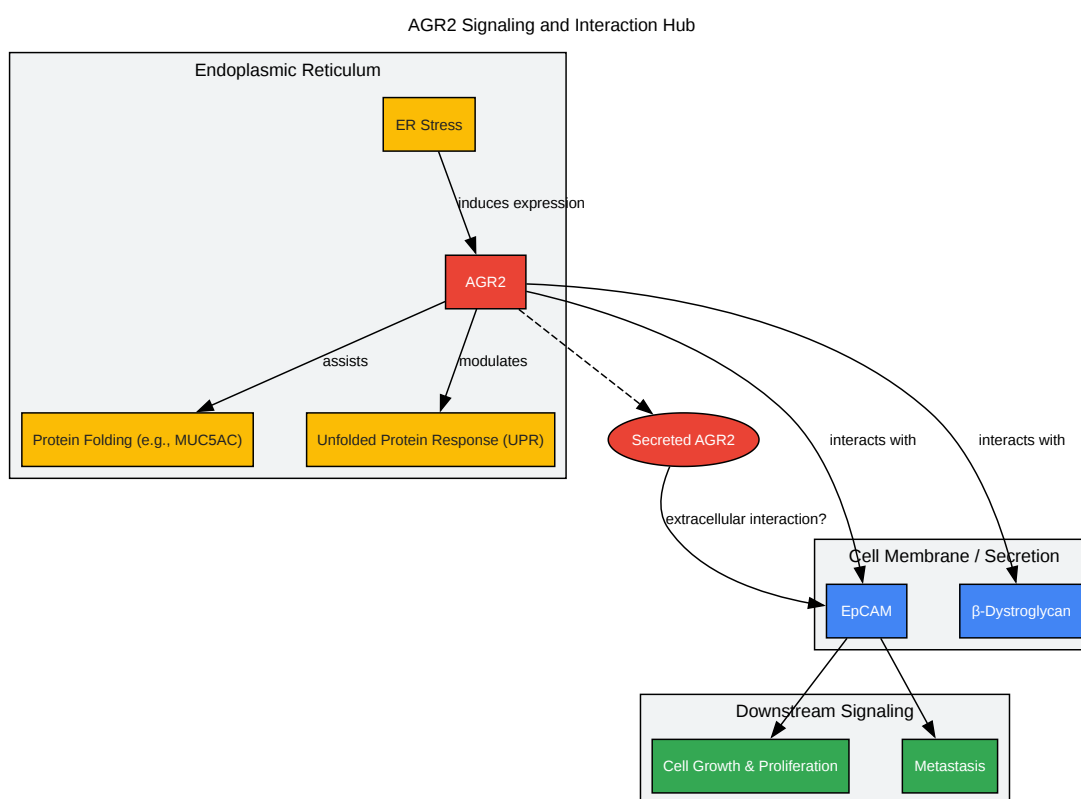 AGR2 Signaling and Interaction Hub
Endoplasmic Reticulum
ER Stress
induces expression
AGR2
assists
modulates
Protein Folding (e.g., MUC5AC)
Unfolded Protein Response (UPR)
Secreted AGR2
interacts with
interacts with
extracellular interaction?
Cell Membrane / Secretion
EpCAM
β-Dystroglycan
Downstream Signaling
Cell Growth & Proliferation
Metastasis